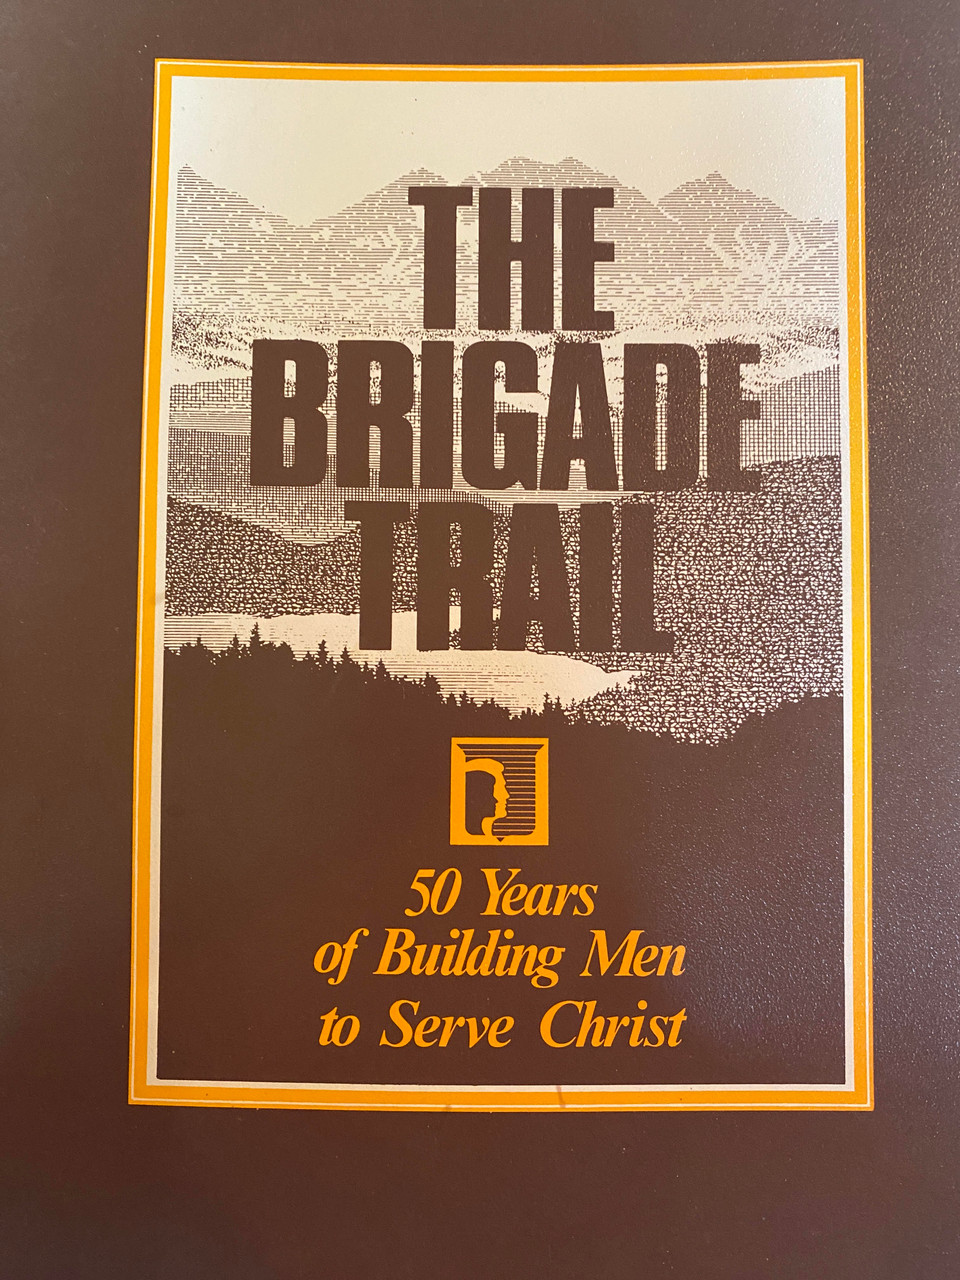 THE
BRIGADE
TRAIL
50 Years
of Building Men
to Serve Christ